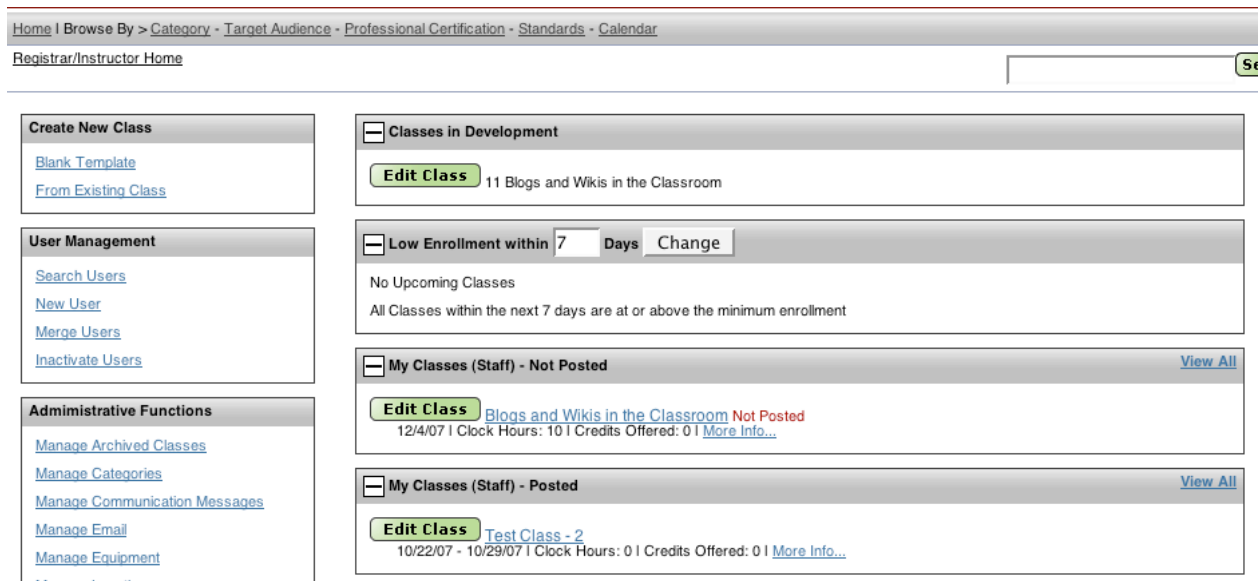 Home | Browse By > Category - Target Audience - Professional Certification - Standards - Calendar
Registrar/Instructor Home
Create New Class
Blank Template
From Existing Class
User Management
Search Users
New User
Merge Users
Inactivate Users
Admimistrative Functions
Manage Archived Classes
Manage Categories
Manage Communication Messages
Manage Email
Manage Equipment
Classes in Development
Edit Class 11 Blogs and Wikis in the Classroom
Low Enrollment within 7 Days Change
No Upcoming Classes
All Classes within the next 7 days are at or above the minimum enrollment
My Classes (Staff) - Not Posted View All
Edit Class Blogs and Wikis in the Classroom Not Posted
12/4/07 | Clock Hours: 10 | Credits Offered: 0 | More Info...
My Classes (Staff) - Posted View All
Edit Class Test Class - 2
10/22/07 - 10/29/07 | Clock Hours: 0 | Credits Offered: 0 | More Info...